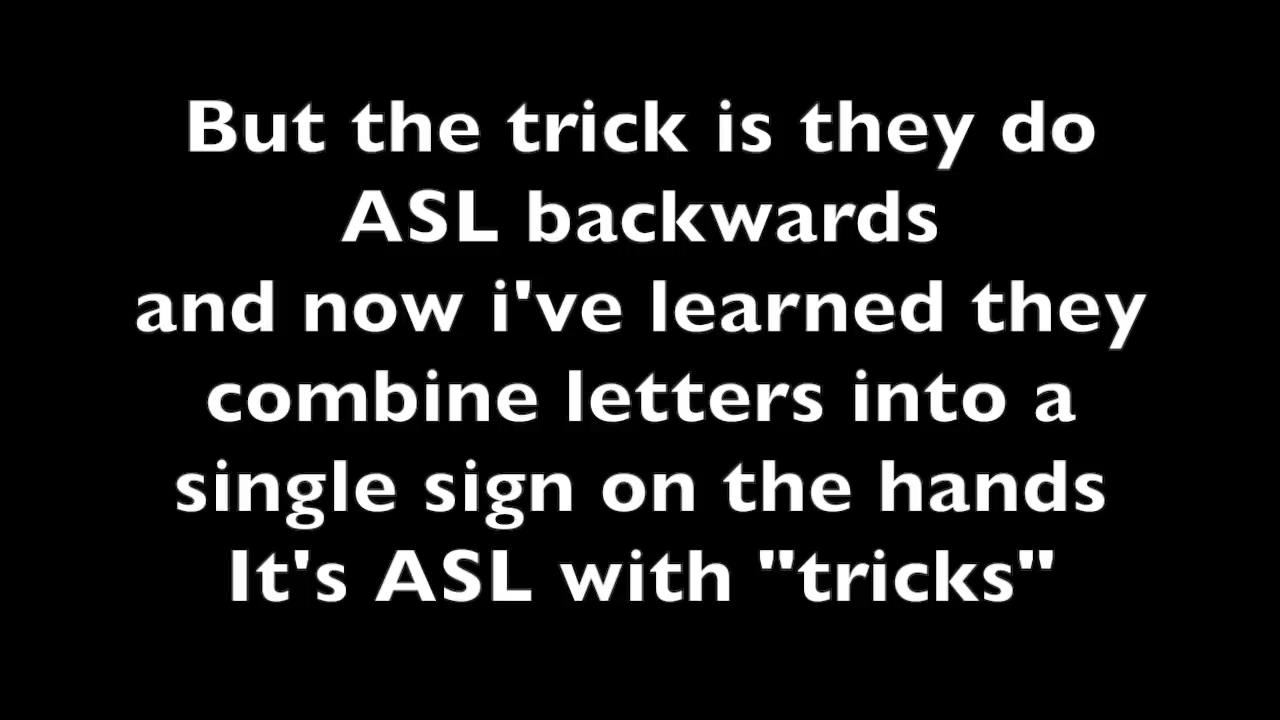 But the trick is they do
ASL backwards
and now i've learned they
combine letters into a
single sign on the hands
It's ASL with "tricks"